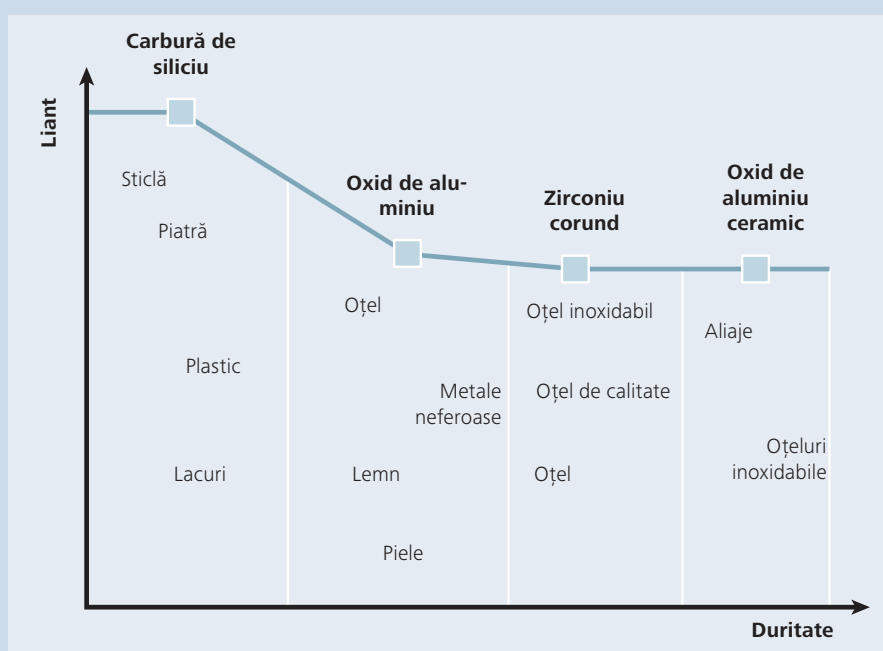 Carbură de
siliciu
Liant
Sticlă
Piatră
Plastic
Lacuri
Oxid de alu-
miniu
Oțel
Metale
neferoase
Lemn
Piele
Zirconiu
corund
Oțel inoxidabil
Oțel de calitate
Oțel
Oxid de
aluminiu
ceramic
Aliaje
Oțeluri
inoxidabile
Duritate